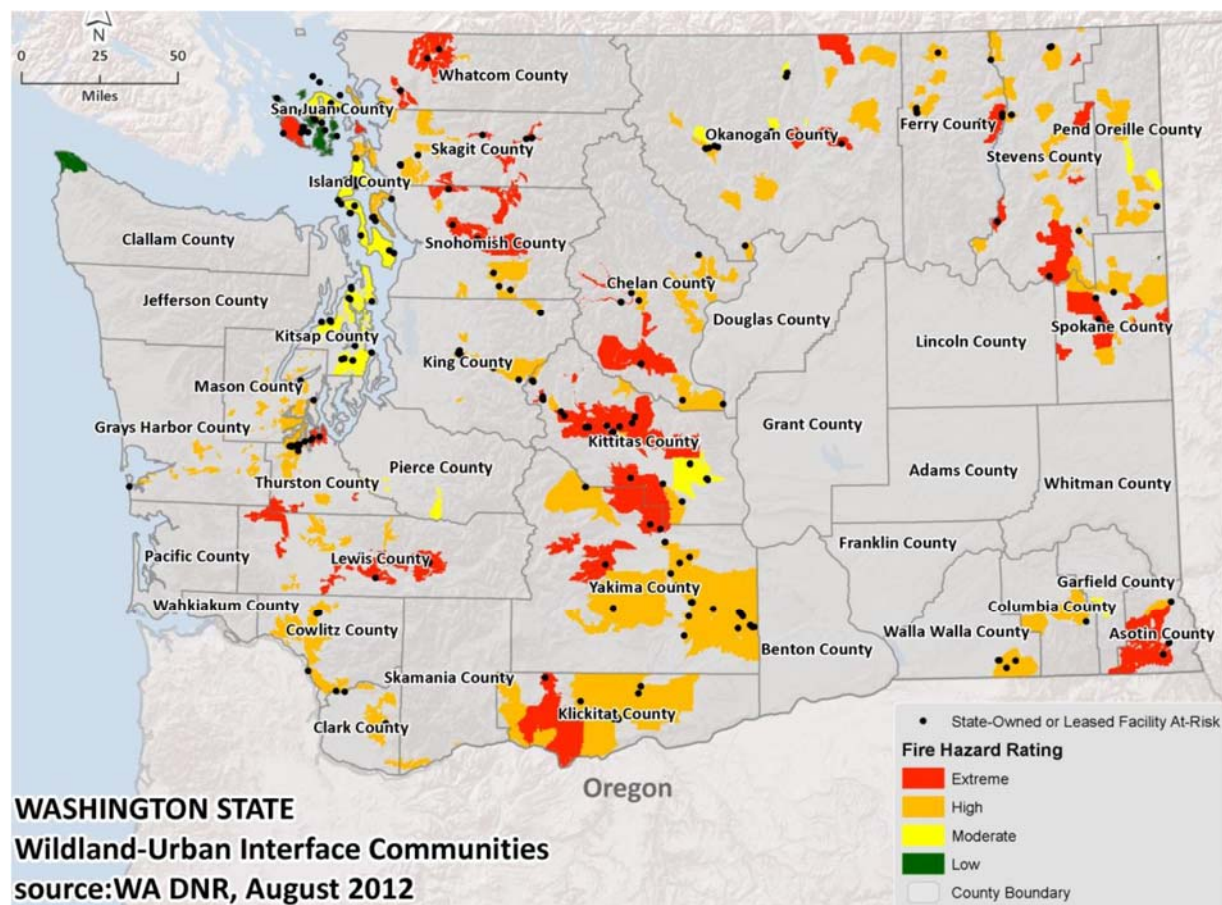 N
0 25 50
Miles
Whatcom County
San Juan County
Okanogan County
Ferry County
Pend Oreille County
Skagit County
Stevens County
Island County
Clallam County
Snohomish County
Chelan County
Jefferson County
Douglas County
Kitsap County
Lincoln County
Spokane County
King County
Mason County
Grays Harbor County
Kittitas County
Grant County
Pierce County
Adams County
Thurston County
Whitman County
Pacific County
Lewis County
Franklin County
Yakima County
Garfield County
Wahkiakum County
Columbia County
Cowlitz County
Walla Walla County
Asotin County
Benton County
Skamania County
Klickitat County
Clark County
Oregon
State-Owned or Leased Facility At-Risk
Fire Hazard Rating
Extreme
High
Moderate
Low
County Boundary
WASHINGTON STATE
Wildland-Urban Interface Communities
source:WA DNR, August 2012